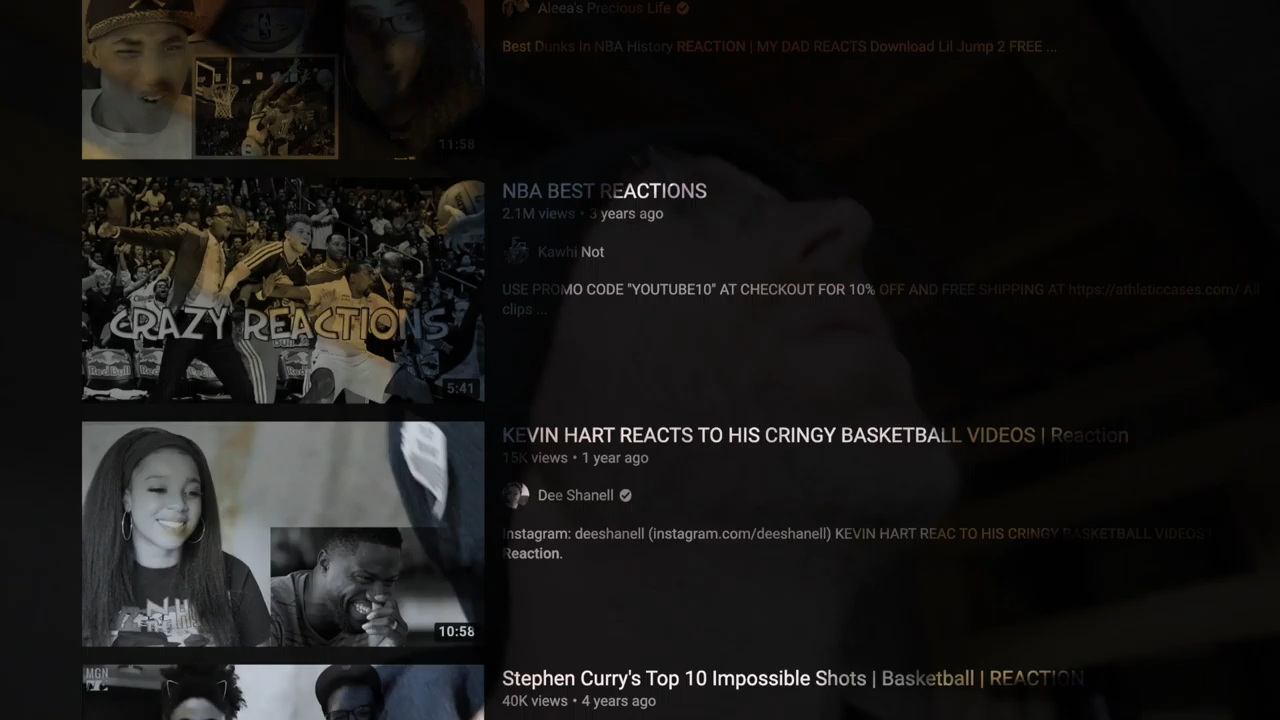 Aleea's Precious Life
Best Dunks In NBA History REACTION | MY DAD REACTS Download Lil Jump 2 FREE ...
11:58
NBA BEST REACTIONS
2.1M views • 3 years ago
Kawhi Not
USE PROMO CODE "YOUTUBE10" AT CHECKOUT FOR 10% OFF AND FREE SHIPPING AT https://athleticcases.com/ All
clips ...
CRAZY REACTIONS
Red Bull Red Bull
5:41
KEVIN HART REACTS TO HIS CRINGY BASKETBALL VIDEOS | Reaction
15K views • 1 year ago
Dee Shanell
Instagram: deeshanell (instagram.com/deeshanell) KEVIN HART REAC TO HIS CRINGY BASKETBALL VIDEOS |
Reaction.
10:58
MGN
Stephen Curry's Top 10 Impossible Shots | Basketball | REACTION
40K views • 4 years ago